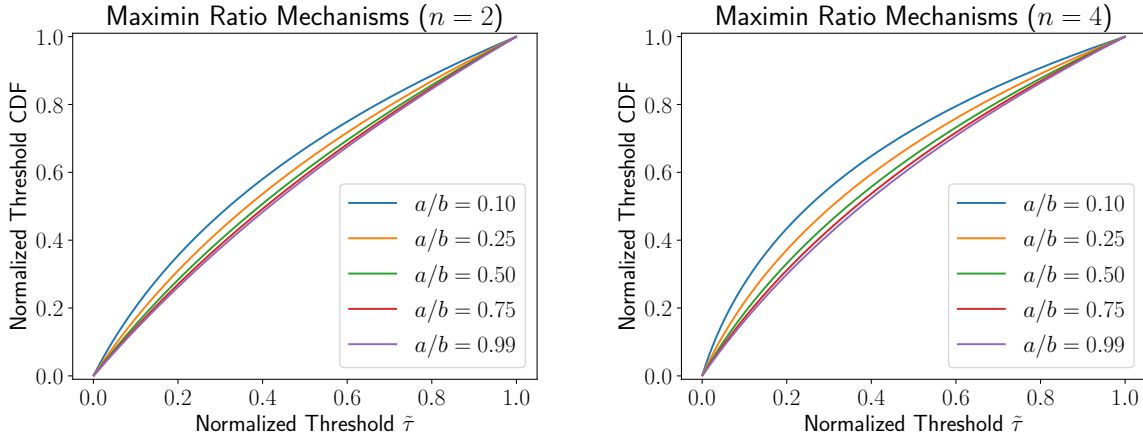 Maximin Ratio Mechanisms (n = 2)
Normalized Threshold CDF
1.0
0.8
0.6
0.4
0.2
0.0
0.0 0.2 0.4 0.6 0.8 1.0
Normalized Threshold τ̃
a/b = 0.10
a/b = 0.25
a/b = 0.50
a/b = 0.75
a/b = 0.99
Maximin Ratio Mechanisms (n = 4)
Normalized Threshold CDF
1.0
0.8
0.6
0.4
0.2
0.0
0.0 0.2 0.4 0.6 0.8 1.0
Normalized Threshold τ̃
a/b = 0.10
a/b = 0.25
a/b = 0.50
a/b = 0.75
a/b = 0.99